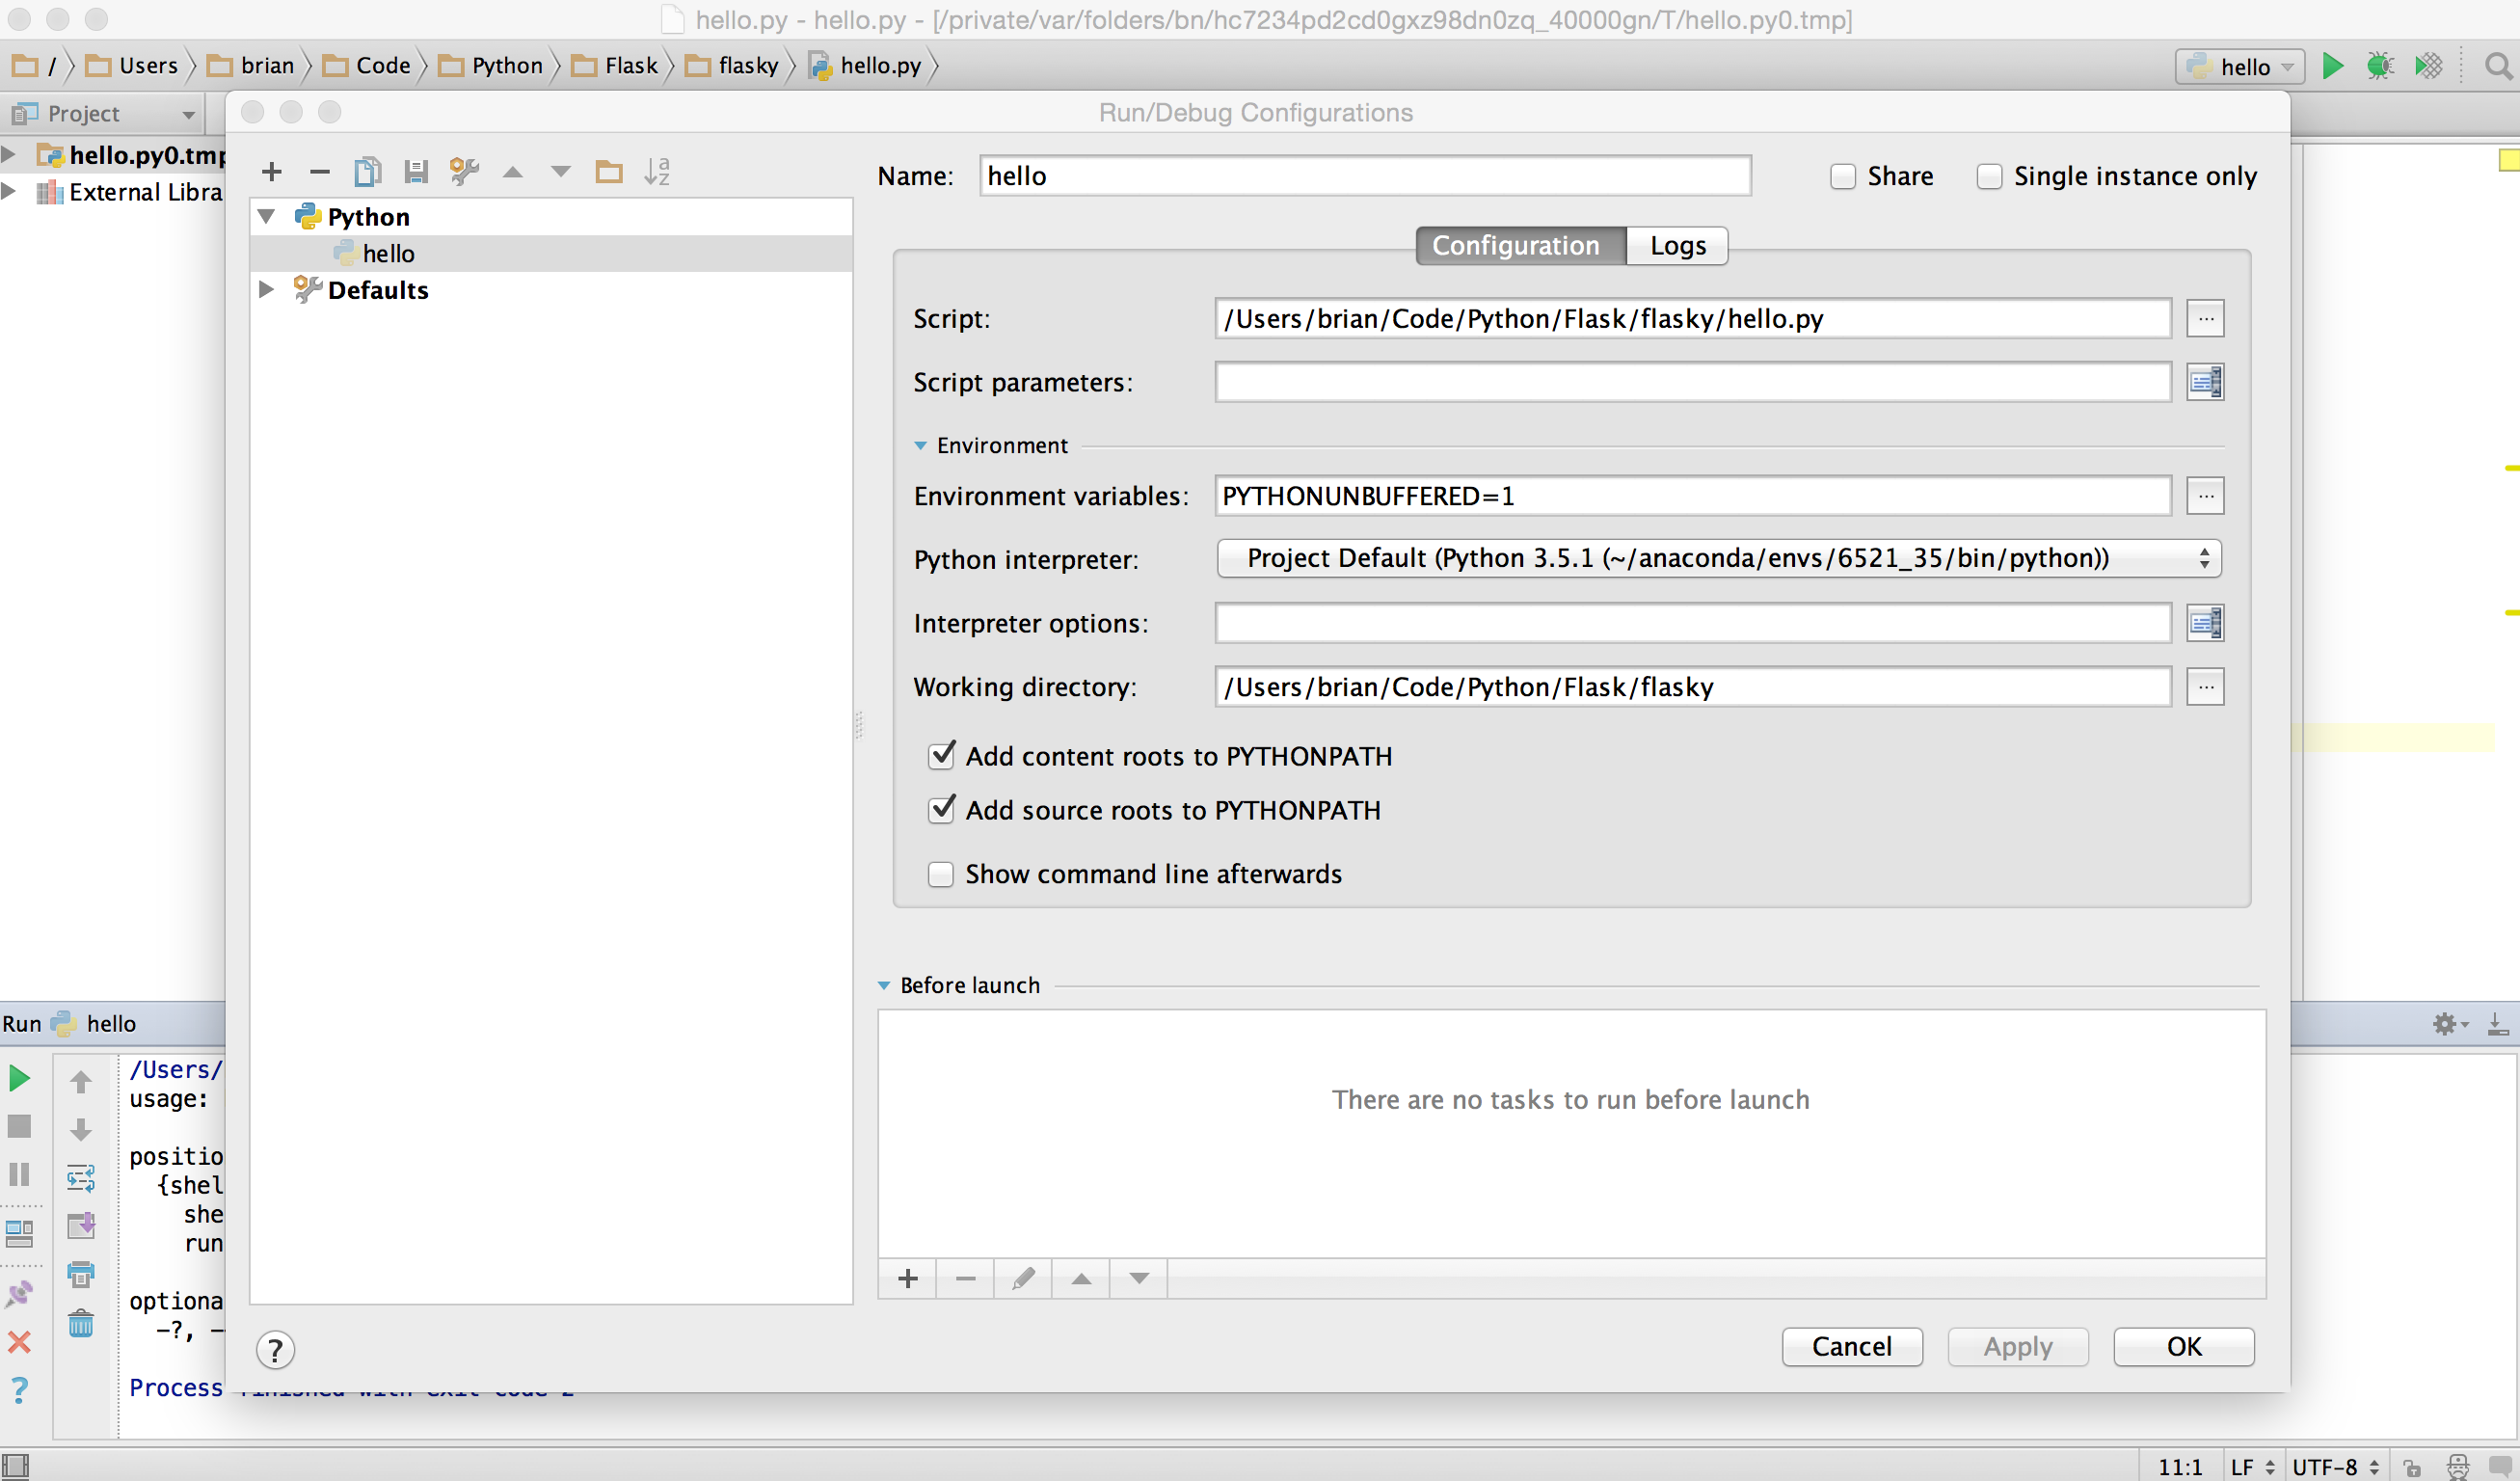 hello.py - hello.py - [/private/var/folders/bn/hc7234pd2cd0gxz98dn0zq_40000gn/T/hello.py0.tmp]
/ Users brian Code Python Flask flasky hello.py
hello
Project
Run/Debug Configurations
hello.py0.tmp
External Libra
Python
hello
Defaults
Name: hello
Share
Single instance only
Configuration Logs
Script: /Users/brian/Code/Python/Flask/flasky/hello.py ...
Script parameters:
Environment
Environment variables: PYTHONUNBUFFERED=1 ...
Python interpreter: Project Default (Python 3.5.1 (~/anaconda/envs/6521_35/bin/python))
Interpreter options:
Working directory: /Users/brian/Code/Python/Flask/flasky ...
Add content roots to PYTHONPATH
Add source roots to PYTHONPATH
Show command line afterwards
Before launch
There are no tasks to run before launch
? Cancel Apply OK
Run hello
/Users/
usage:
positio
{shel
she
run
optiona
-?, -
Process finished with exit code 2
11:1 LF UTF-8